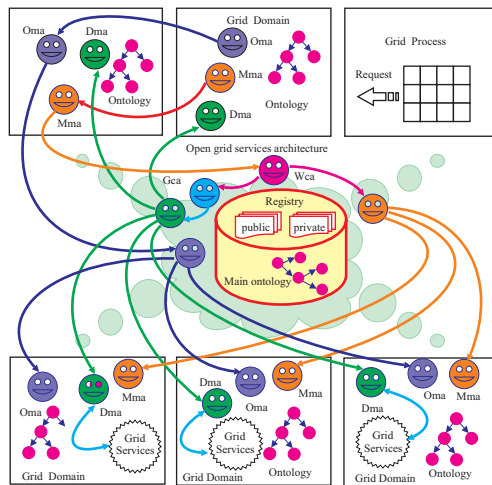 Oma
Dma
Ontology
Mma
Grid Domain
Oma
Mma
Ontology
Dma
Grid Process
Request
Open grid services architecture
Gca
Wca
Registry
public
private
Main ontology
Oma
Dma
Mma
Grid
Services
Grid Domain
Dma
Oma
Mma
Grid
Services
Grid Domain
Ontology
Oma
Mma
Dma
Grid
Services
Grid Domain
Ontology